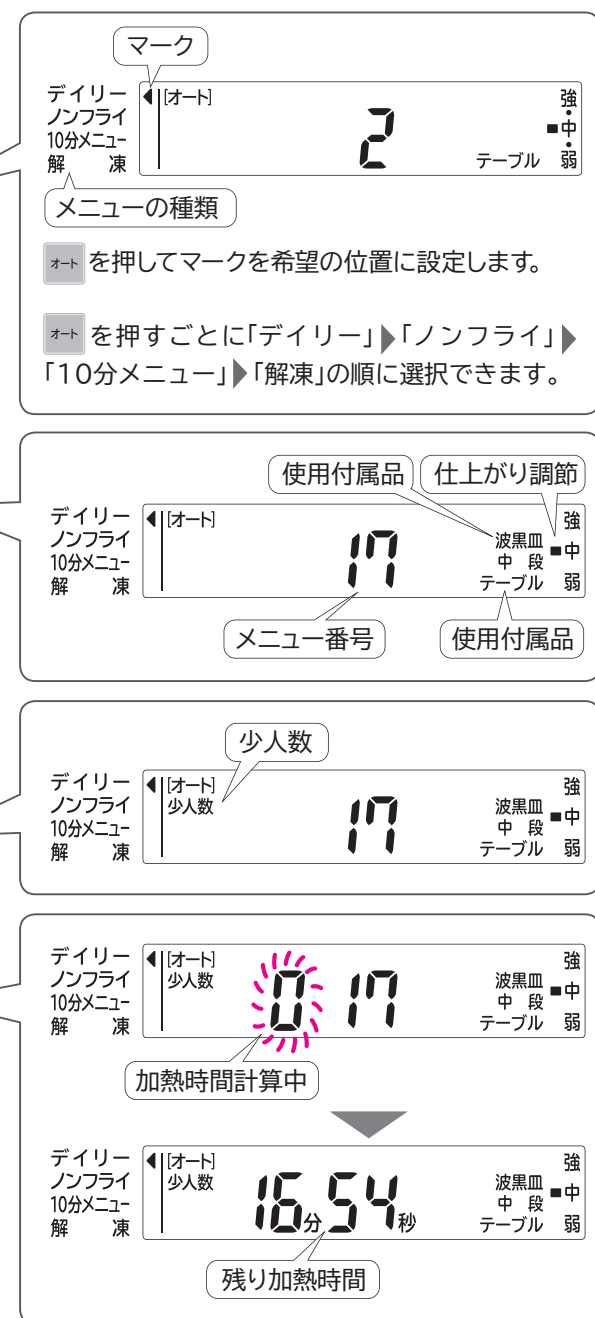 マーク
デイリー
ノンフライ
10分メニュー
解 凍
[オート]
2
テーブル
強
中
弱
メニューの種類
オート を押してマークを希望の位置に設定します。
オート を押すごとに「デイリー」▶「ノンフライ」▶
「10分メニュー」▶「解凍」の順に選択できます。
使用付属品
仕上がり調節
デイリー
ノンフライ
10分メニュー
解 凍
[オート]
17
波黒皿
中 段
テーブル
強
中
弱
メニュー番号
使用付属品
少人数
デイリー
ノンフライ
10分メニュー
解 凍
[オート]
少人数
17
波黒皿
中 段
テーブル
強
中
弱
デイリー
ノンフライ
10分メニュー
解 凍
[オート]
少人数
0 17
波黒皿
中 段
テーブル
強
中
弱
加熱時間計算中
デイリー
ノンフライ
10分メニュー
解 凍
[オート]
少人数
16分54秒
波黒皿
中 段
テーブル
強
中
弱
残り加熱時間